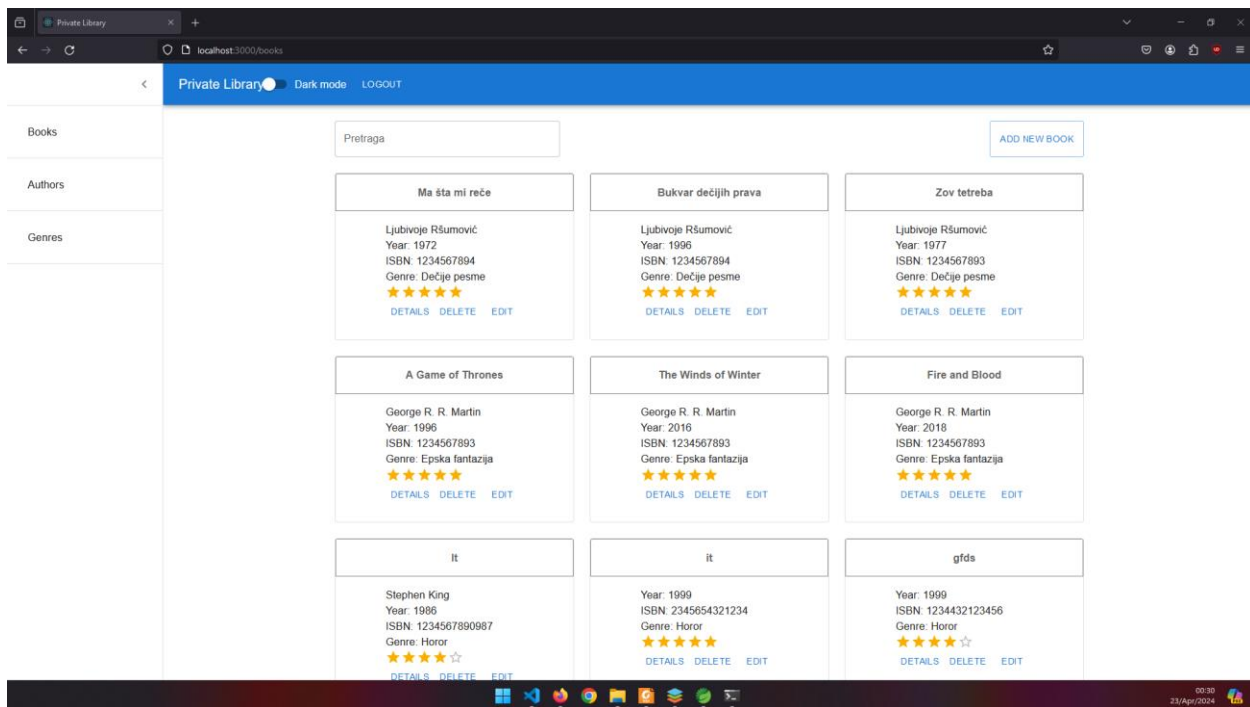 Private Library
localhost:3000/books
Private Library Dark mode LOGOUT
Books
Authors
Genres
Pretraga
ADD NEW BOOK
Ma šta mi reče
Ljubivoje Ršumović
Year: 1972
ISBN: 1234567894
Genre: Dečije pesme
DETAILS DELETE EDIT
Bukvar dečijih prava
Ljubivoje Ršumović
Year: 1996
ISBN: 1234567894
Genre: Dečije pesme
DETAILS DELETE EDIT
Zov tetreba
Ljubivoje Ršumović
Year: 1977
ISBN: 1234567893
Genre: Dečije pesme
DETAILS DELETE EDIT
A Game of Thrones
George R. R. Martin
Year: 1996
ISBN: 1234567893
Genre: Epska fantazija
DETAILS DELETE EDIT
The Winds of Winter
George R. R. Martin
Year: 2016
ISBN: 1234567893
Genre: Epska fantazija
DETAILS DELETE EDIT
Fire and Blood
George R. R. Martin
Year: 2018
ISBN: 1234567893
Genre: Epska fantazija
DETAILS DELETE EDIT
It
Stephen King
Year: 1986
ISBN: 1234567890987
Genre: Horor
DETAILS DELETE EDIT
it
Year: 1999
ISBN: 2345654321234
Genre: Horor
DETAILS DELETE EDIT
gfds
Year: 1999
ISBN: 1234432123456
Genre: Horor
DETAILS DELETE EDIT
00:30
23/Apr/2024